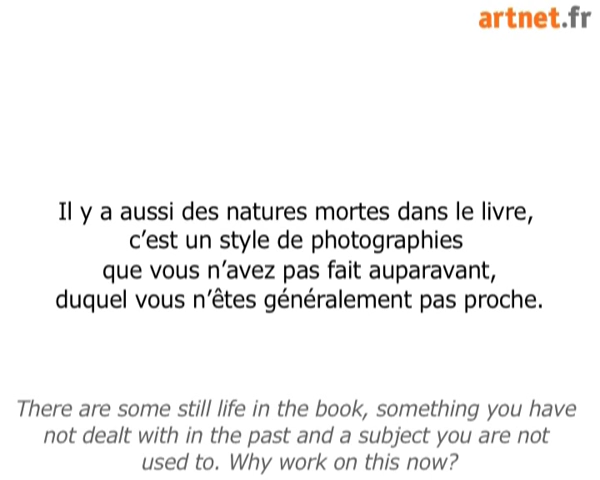 artnet.fr
Il y a aussi des natures mortes dans le livre,
c’est un style de photographies
que vous n’avez pas fait auparavant,
duquel vous n’êtes généralement pas proche.
There are some still life in the book, something you have
not dealt with in the past and a subject you are not
used to. Why work on this now?